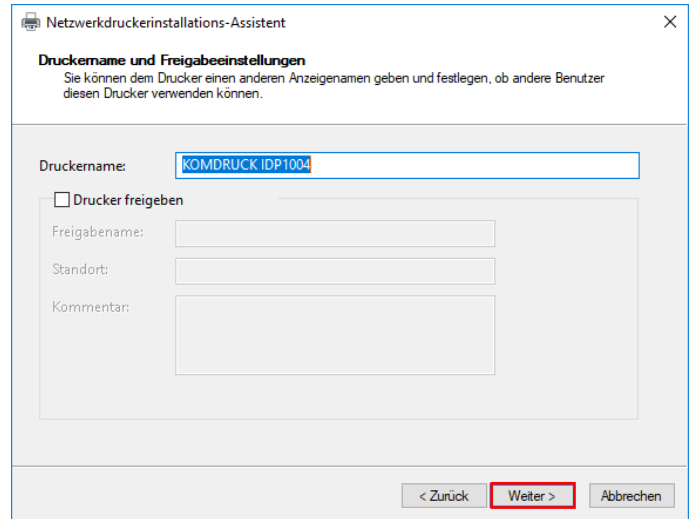 Netzwerkdruckerinstallations-Assistent
Druckername und Freigabeeinstellungen
Sie können dem Drucker einen anderen Anzeigenamen geben und festlegen, ob andere Benutzer
diesen Drucker verwenden können.
Druckername:
KOMDRUCK IDP1004
Drucker freigeben
Freigabename:
Standort:
Kommentar:
< Zurück
Weiter >
Abbrechen